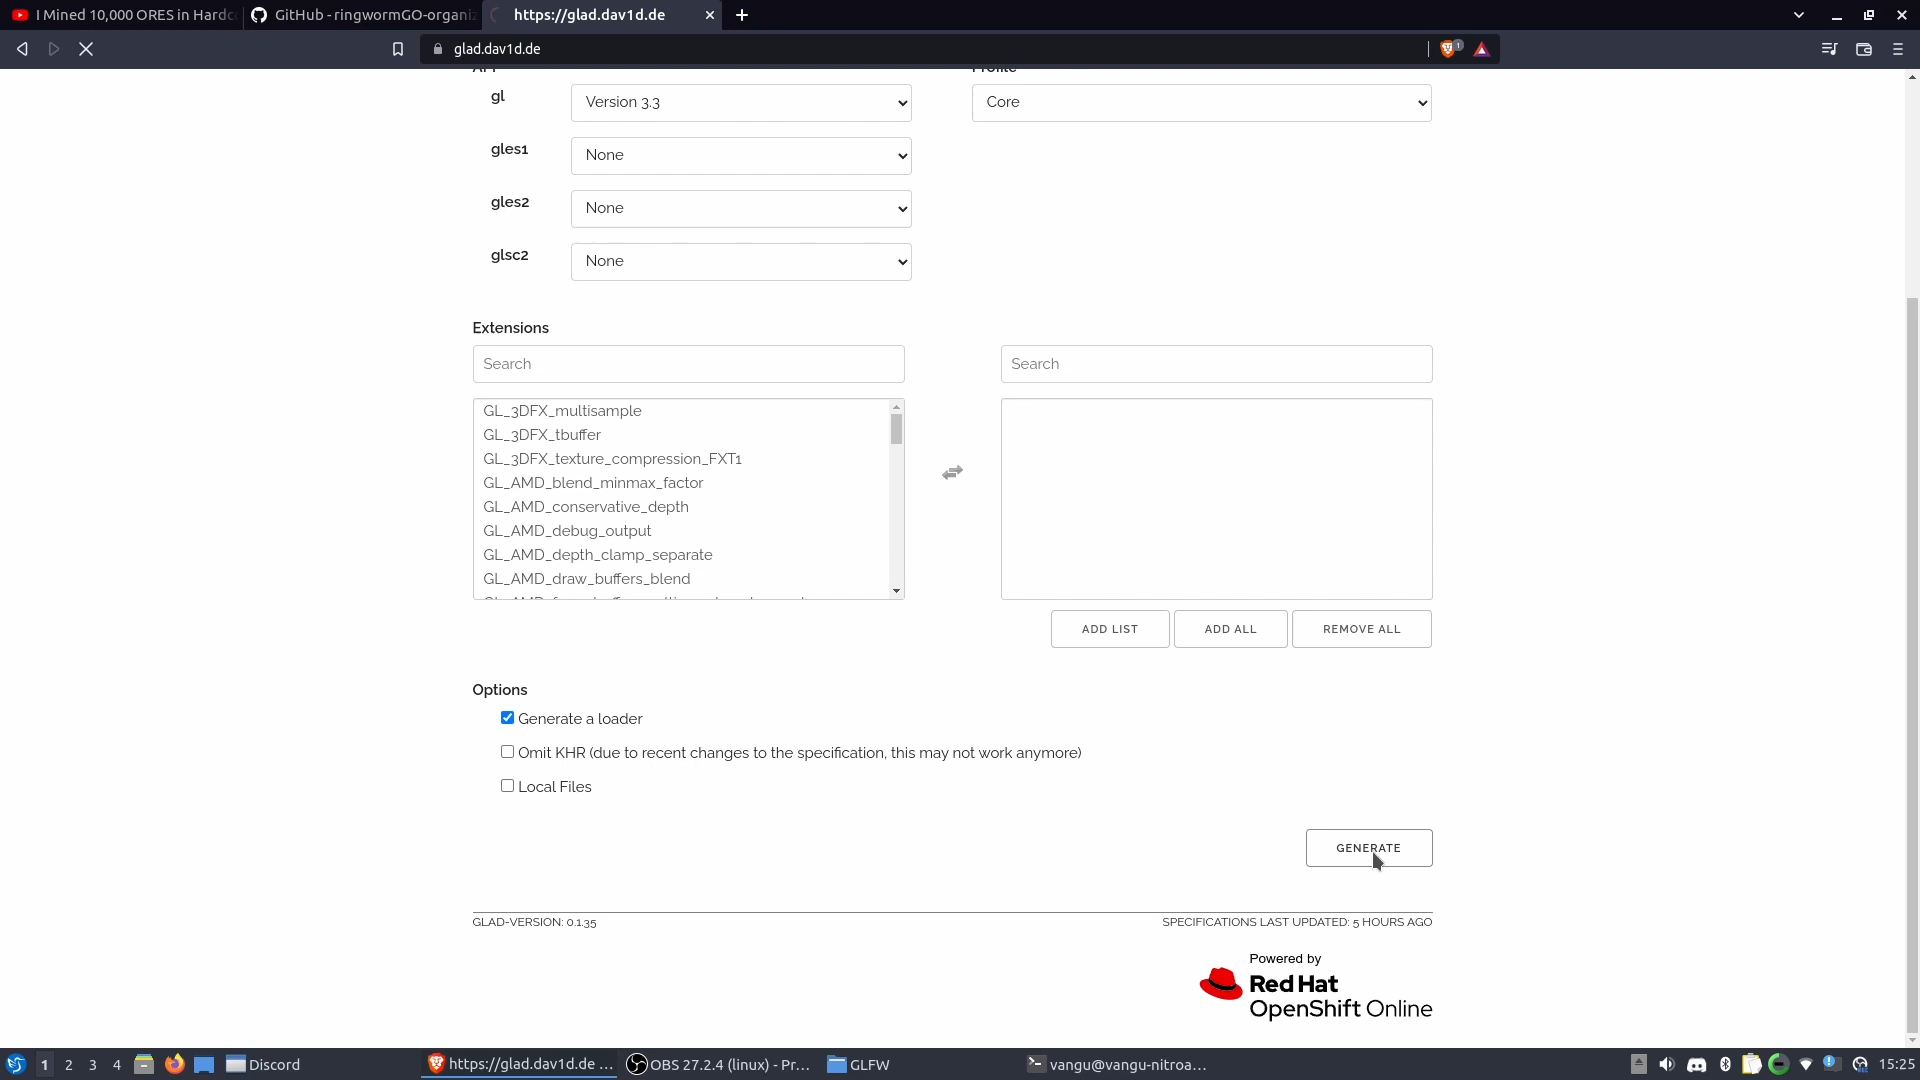 I Mined 10,000 ORES in Hardc
GitHub - ringwormGO-organiz
https://glad.dav1d.de
glad.dav1d.de
1
API
Profile
gl
Version 3.3
Core
gles1
None
gles2
None
glsc2
None
Extensions
Search
Search
GL_3DFX_multisample
GL_3DFX_tbuffer
GL_3DFX_texture_compression_FXT1
GL_AMD_blend_minmax_factor
GL_AMD_conservative_depth
GL_AMD_debug_output
GL_AMD_depth_clamp_separate
GL_AMD_draw_buffers_blend
ADD LIST
ADD ALL
REMOVE ALL
Options
Generate a loader
Omit KHR (due to recent changes to the specification, this may not work anymore)
Local Files
GENERATE
GLAD-VERSION: 0.1.35
SPECIFICATIONS LAST UPDATED: 5 HOURS AGO
Powered by
Red Hat
OpenShift Online
1 2 3 4
Discord
https://glad.dav1d.de ...
OBS 27.2.4 (linux) - Pr...
GLFW
vangu@vangu-nitroa...
15:25